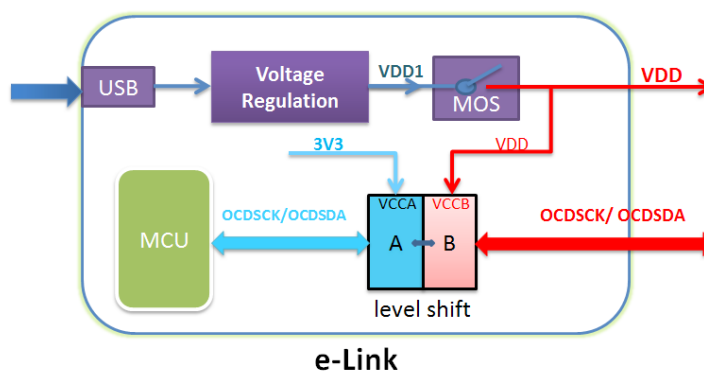 USB
Voltage
Regulation
VDD1
MOS
VDD
3V3
VDD
VCCA
VCCB
MCU
OCDSCK/OCDSDA
A
B
OCDSCK/ OCDSDA
level shift
e-Link